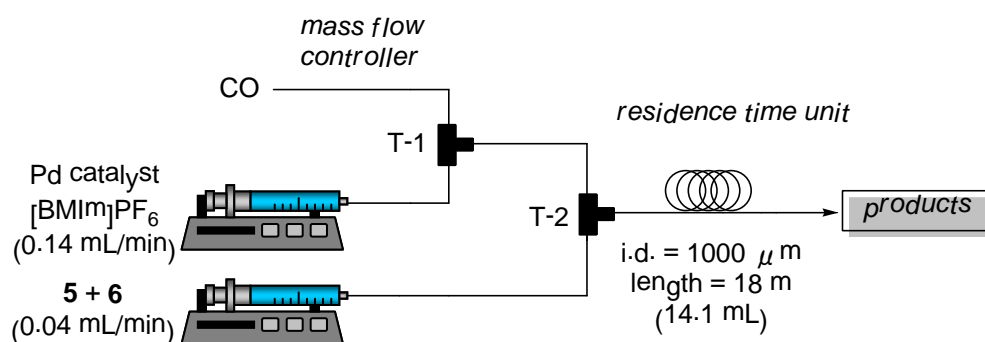 mass flow
controller
CO
T-1
residence time unit
Pd catalyst
[BMIm]PF6
(0.14 mL/min)
T-2
products
5 + 6
(0.04 mL/min)
i.d. = 1000 μm
length = 18 m
(14.1 mL)